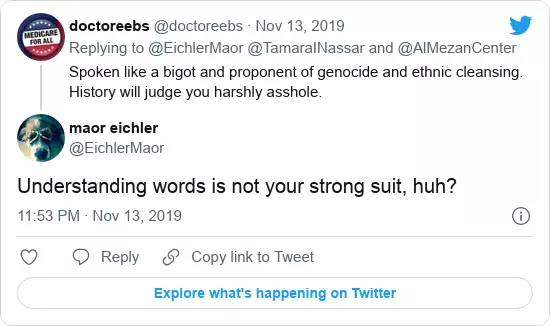 MEDICARE
FOR ALL
doctoreebs @doctoreebs · Nov 13, 2019
Replying to @EichlerMaor @TamaraINassar and @AlMezanCenter
Spoken like a bigot and proponent of genocide and ethnic cleansing.
History will judge you harshly asshole.
maor eichler
@EichlerMaor
Understanding words is not your strong suit, huh?
11:53 PM · Nov 13, 2019
Reply
Copy link to Tweet
Explore what's happening on Twitter